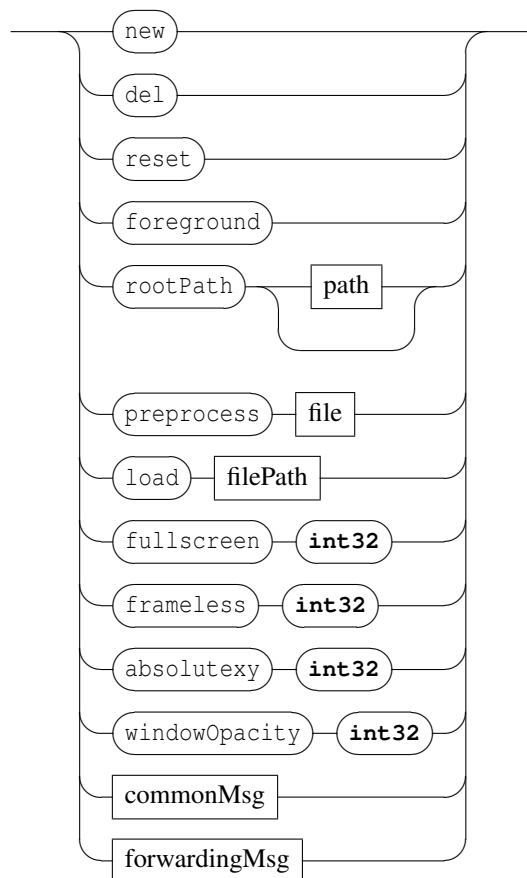 new
del
reset
foreground
rootPath path
preprocess file
load filePath
fullscreen int32
frameless int32
absolutexy int32
windowOpacity int32
commonMsg
forwardingMsg